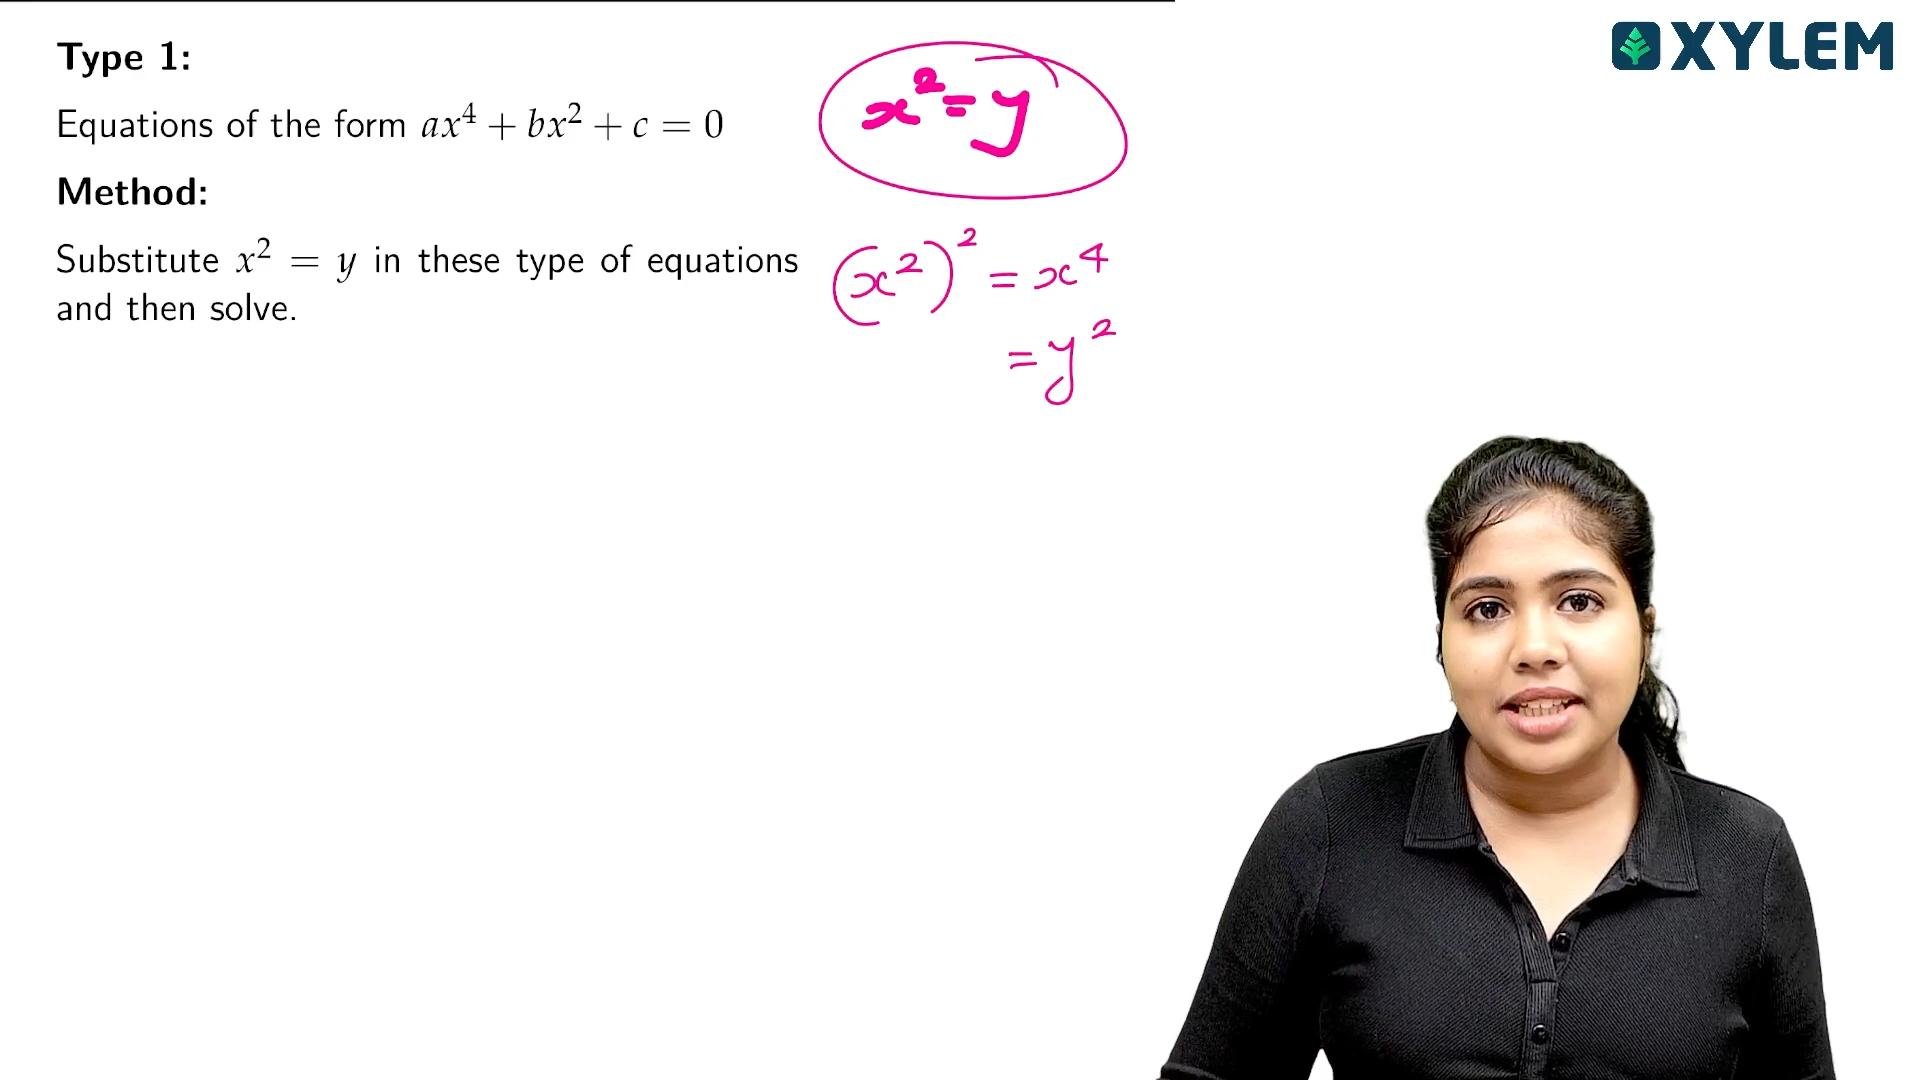 Type 1:
Equations of the form ax⁴ + bx² + c = 0
Method:
Substitute x² = y in these type of equations
and then solve.
x² = y
(x²)² = x⁴
= y²
XYLEM